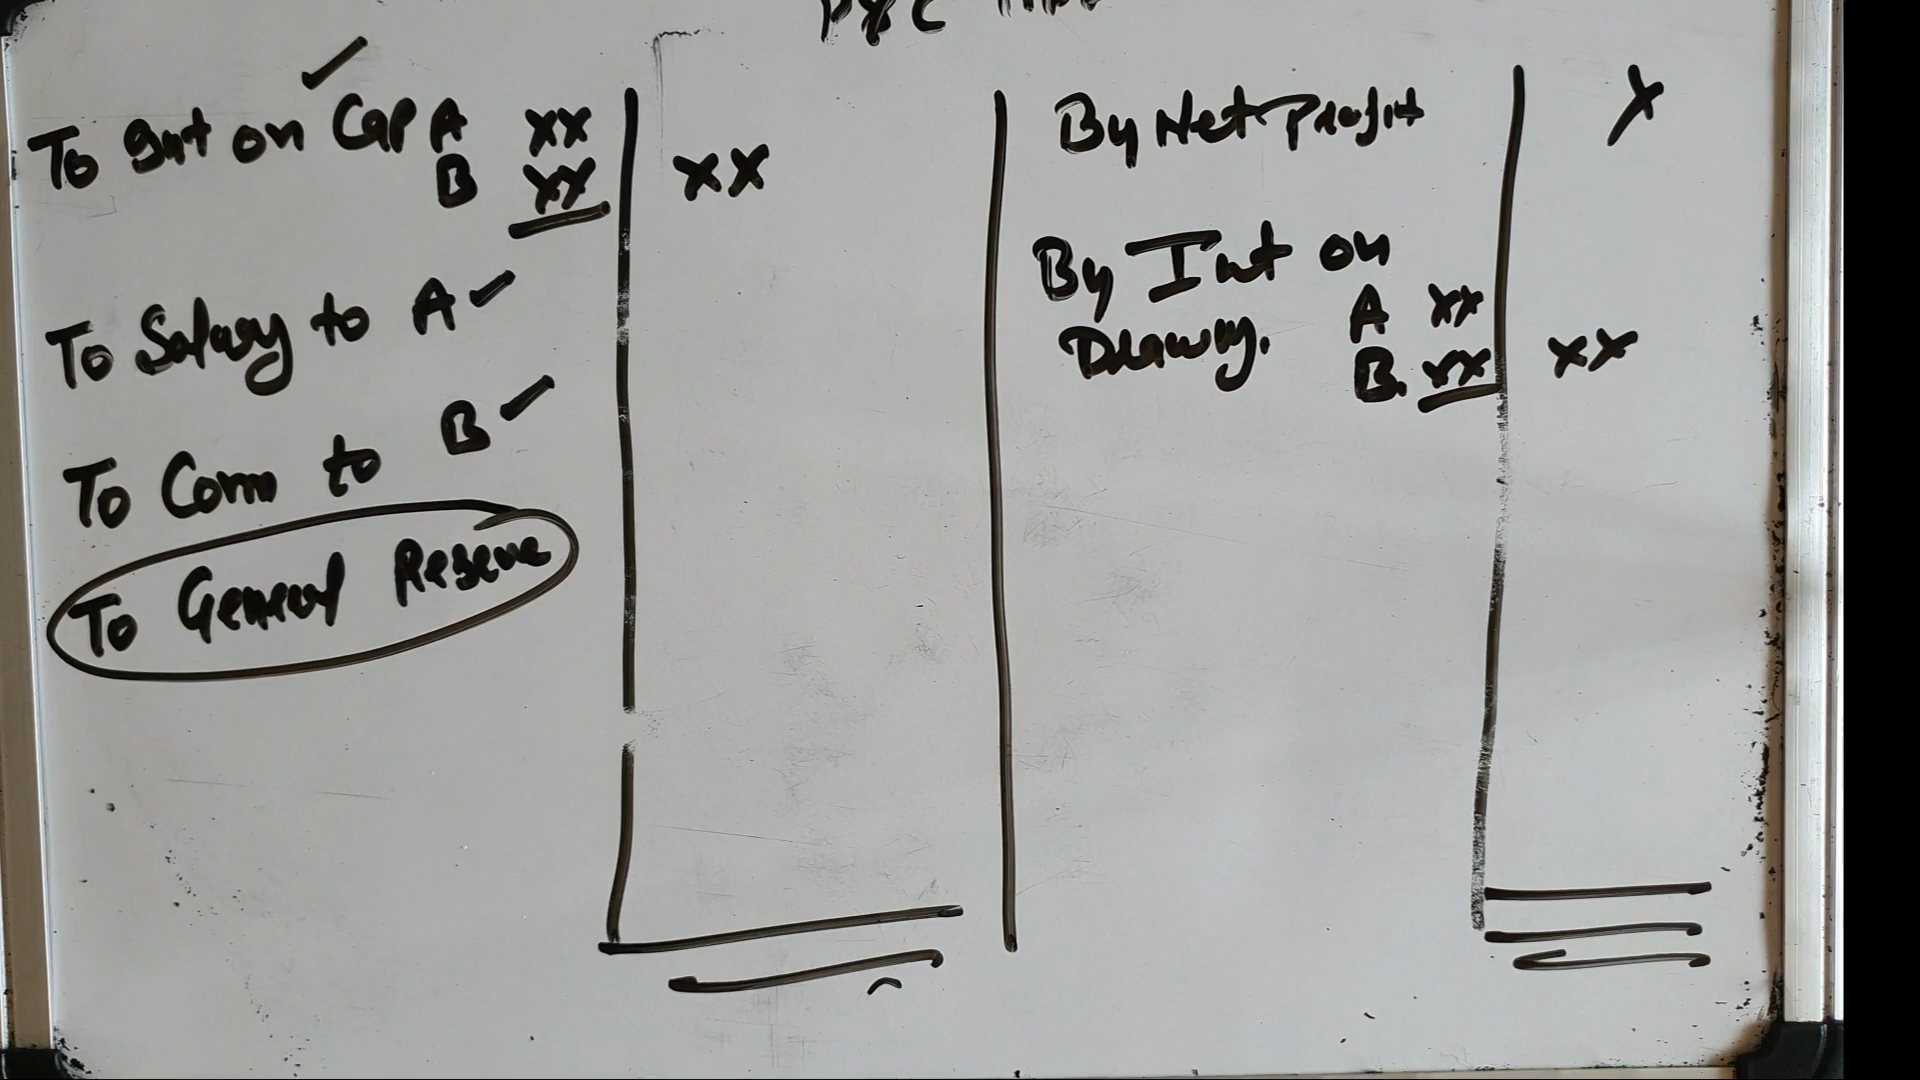 To Int on Cap A xx
B xx xx
To Salary to A
To Com to B
To General Reserve
By Net Profit x
By Int on
Drawing. A xx
B. xx xx